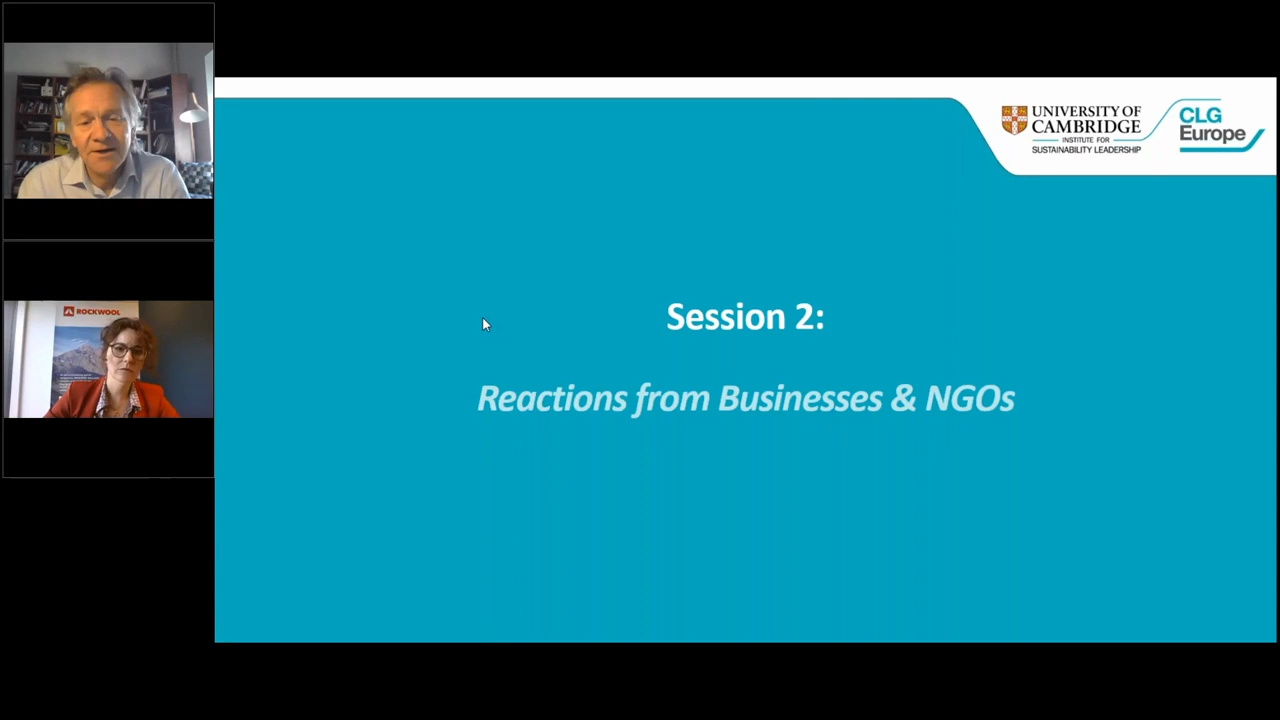 ROCKWOOL
UNIVERSITY OF
CAMBRIDGE
INSTITUTE FOR
SUSTAINABILITY LEADERSHIP
CLG
Europe
Session 2:
Reactions from Businesses & NGOs